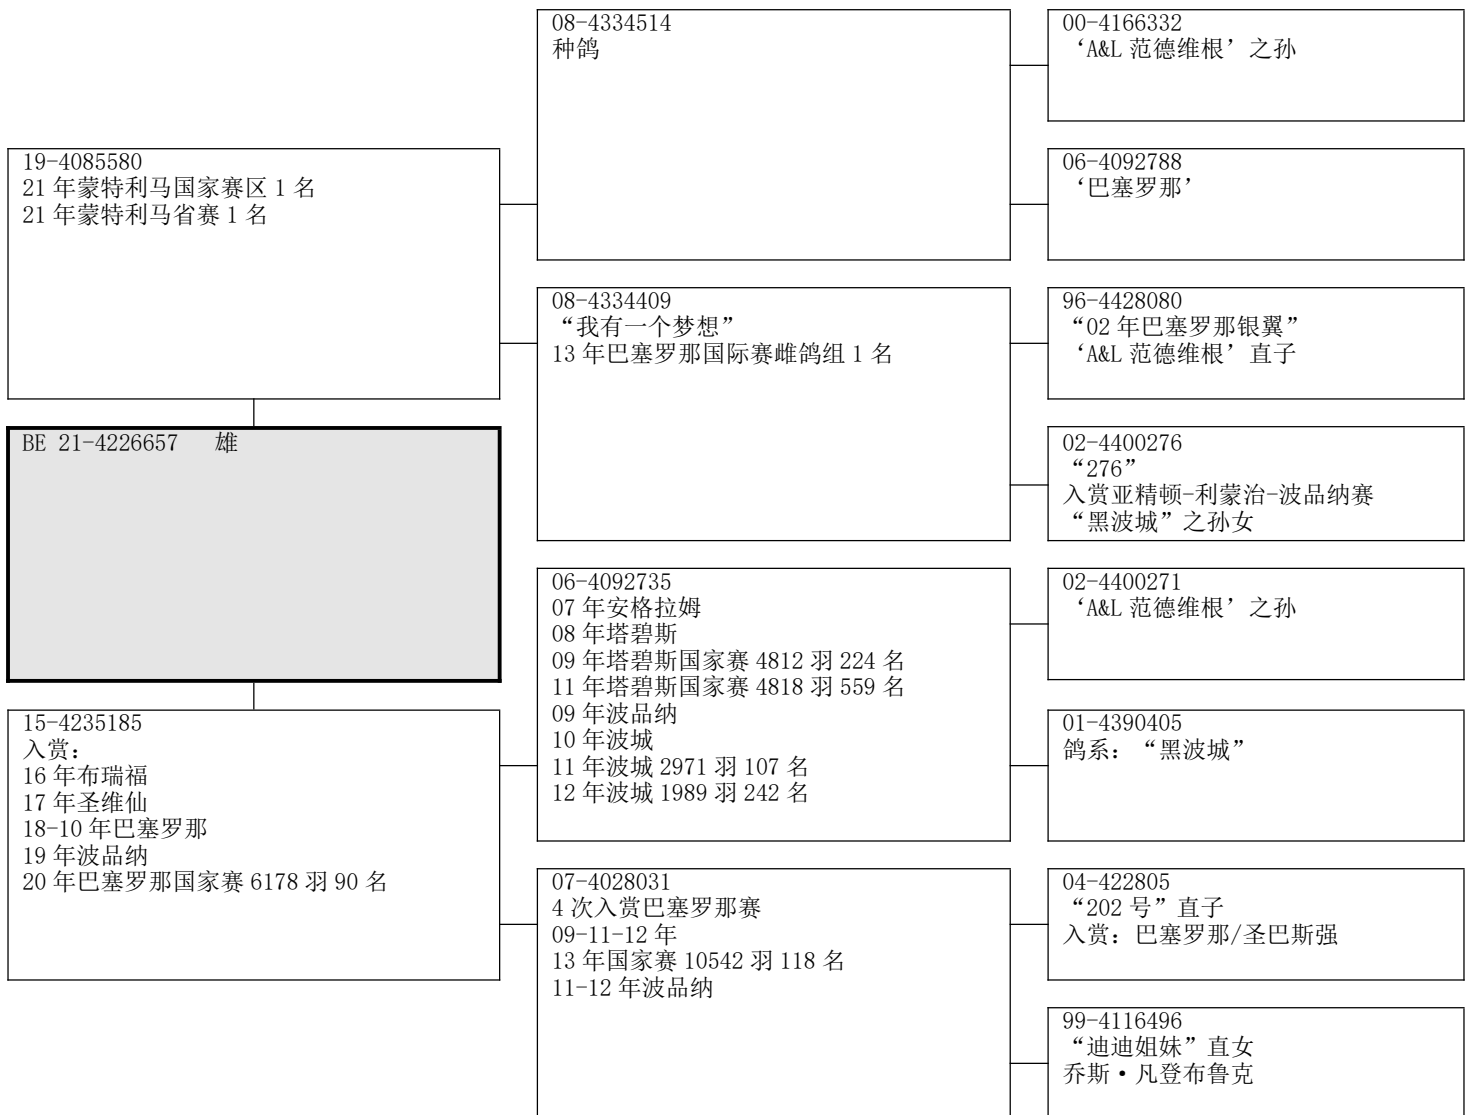 08-4334514
种鸽
00-4166332
‘A&L 范德维根’之孙
19-4085580
21 年蒙特利马国家赛区 1 名
21 年蒙特利马省赛 1 名
06-4092788
‘巴塞罗那’
08-4334409
“我有一个梦想”
13 年巴塞罗那国际赛雌鸽组 1 名
96-4428080
“02 年巴塞罗那银翼”
‘A&L 范德维根’直子
BE 21-4226657 雄
02-4400276
“276”
入赏亚精顿-利蒙治-波品纳赛
“黑波城”之孙女
06-4092735
07 年安格拉姆
08 年塔碧斯
09 年塔碧斯国家赛 4812 羽 224 名
11 年塔碧斯国家赛 4818 羽 559 名
09 年波品纳
10 年波城
11 年波城 2971 羽 107 名
12 年波城 1989 羽 242 名
02-4400271
‘A&L 范德维根’之孙
15-4235185
入赏：
16 年布瑞福
17 年圣维仙
18-10 年巴塞罗那
19 年波品纳
20 年巴塞罗那国家赛 6178 羽 90 名
01-4390405
鸽系：“黑波城”
07-4028031
4 次入赏巴塞罗那赛
09-11-12 年
13 年国家赛 10542 羽 118 名
11-12 年波品纳
04-422805
“202 号”直子
入赏：巴塞罗那/圣巴斯强
99-4116496
“迪迪姐妹”直女
乔斯·凡登布鲁克